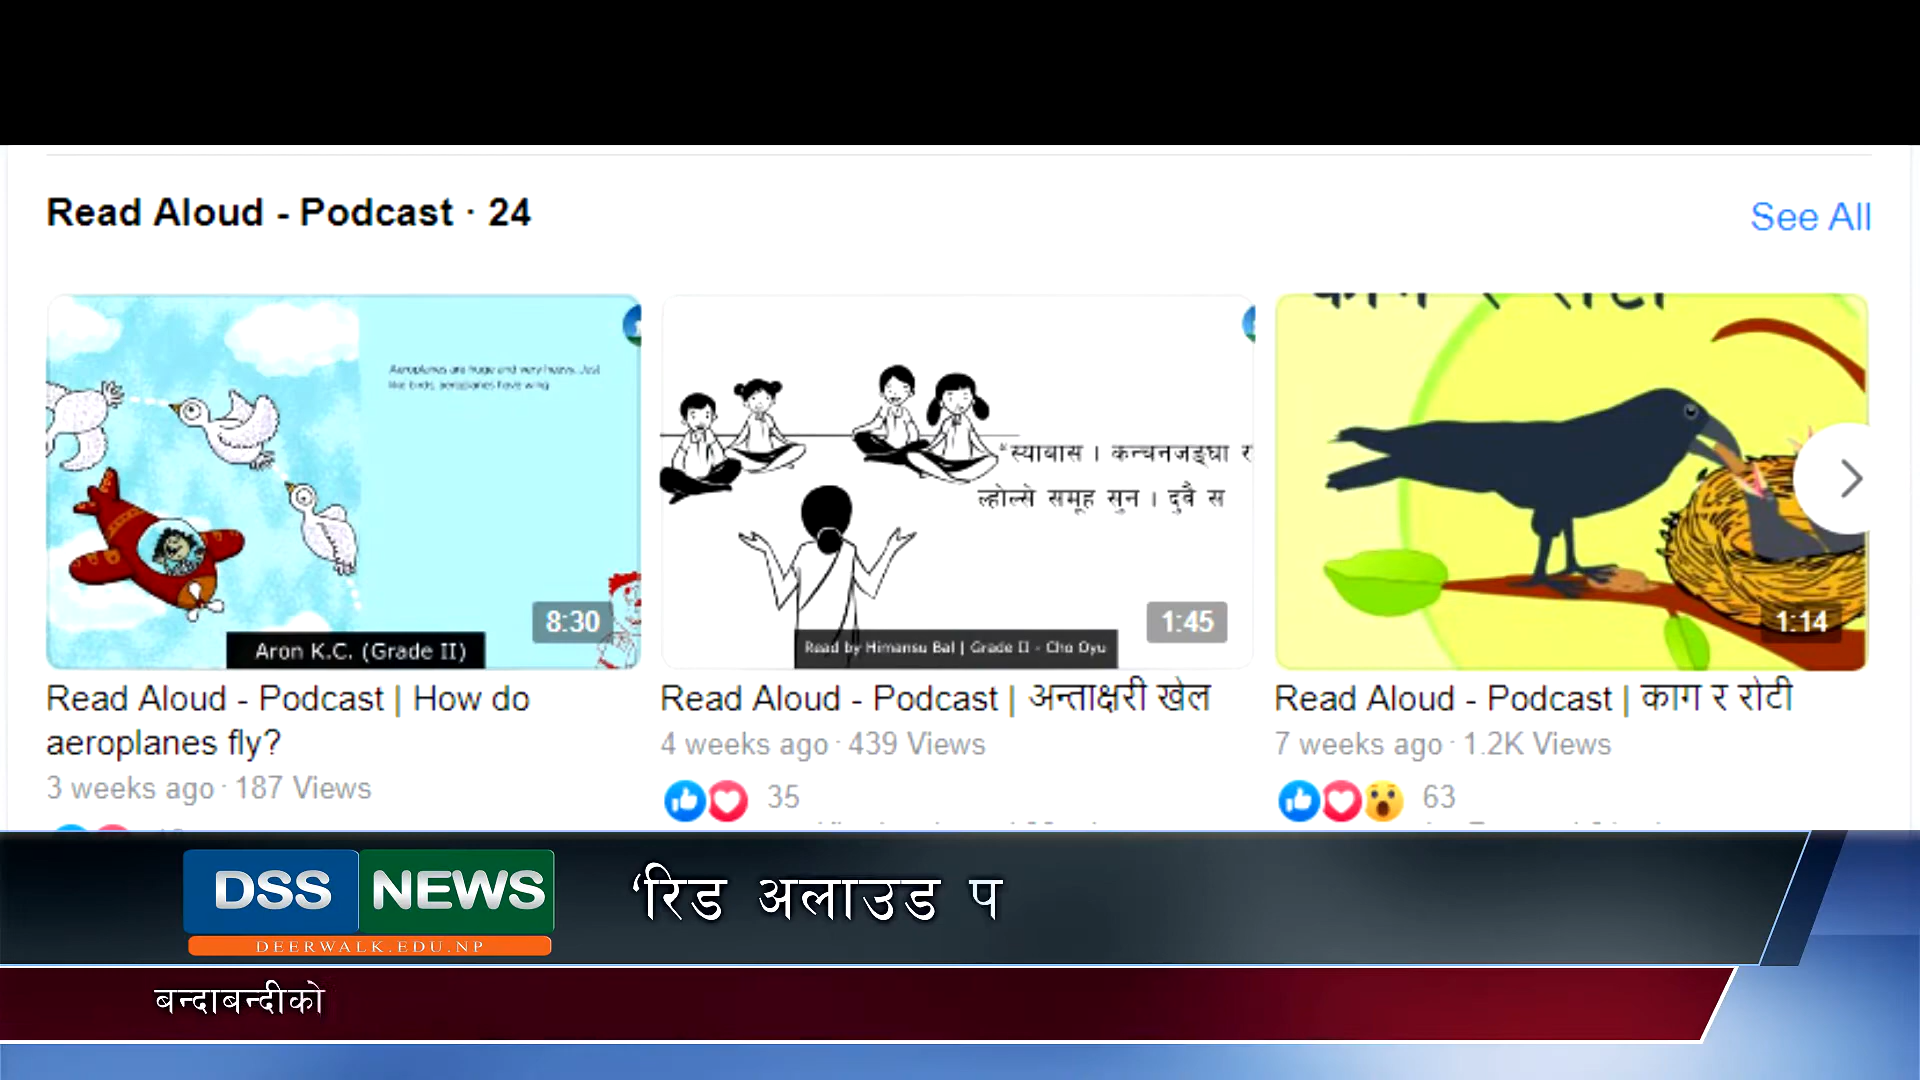 Read Aloud - Podcast · 24
See All
Aeroplanes are huge and very heavy. Just
like birds, aeroplanes have wing
8:30
Aron K.C. (Grade II)
Read Aloud - Podcast | How do
aeroplanes fly?
3 weeks ago · 187 Views
“स्याबास । कन्चनजङ्घा र
ल्होत्से समूह सुन । दुवै स
1:45
Read by Himansu Bal | Grade II - Cho Oyu
Read Aloud - Podcast | अन्ताक्षरी खेल
4 weeks ago · 439 Views
35
काग र रोटी
1:14
Read Aloud - Podcast | काग र रोटी
7 weeks ago · 1.2K Views
63
DSS NEWS
DEERWALK.EDU.NP
‘रिड अलाउड प
बन्दाबन्दीको